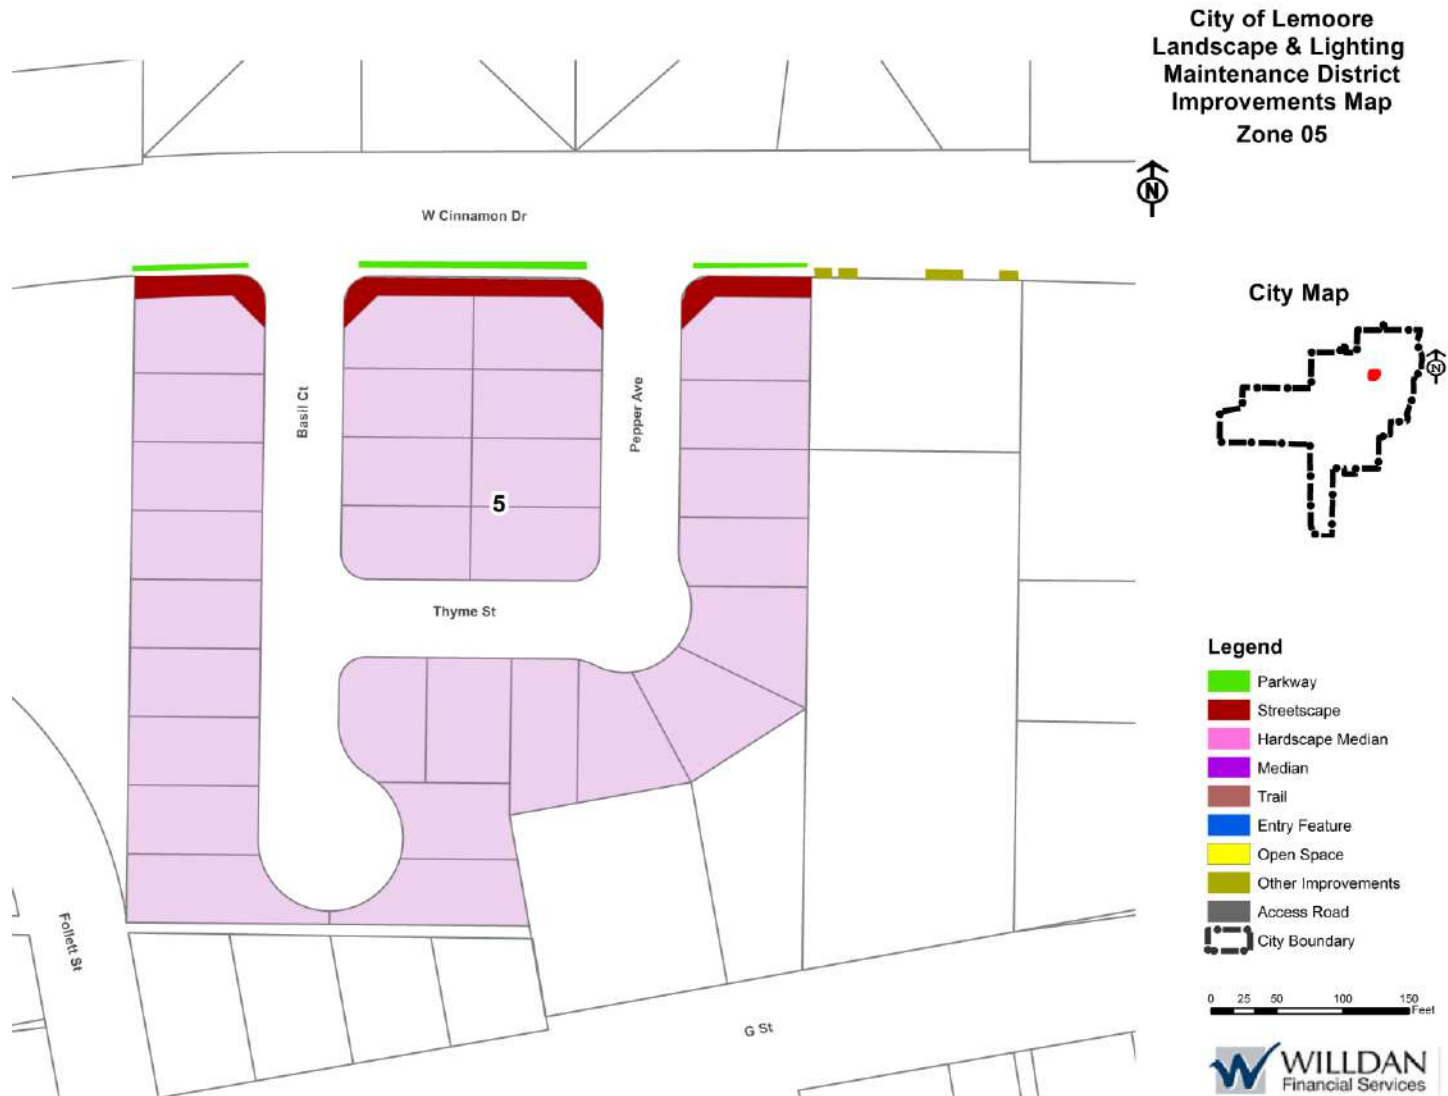 City of Lemoore
Landscape & Lighting
Maintenance District
Improvements Map
Zone 05
N
W Cinnamon Dr
City Map
N
Basil Ct
Pepper Ave
5
Thyme St
Legend
Parkway
Streetscape
Hardscape Median
Median
Trail
Entry Feature
Open Space
Other Improvements
Access Road
City Boundary
Follett St
G St
0 25 50 100 150
Feet
WILLDAN
Financial Services